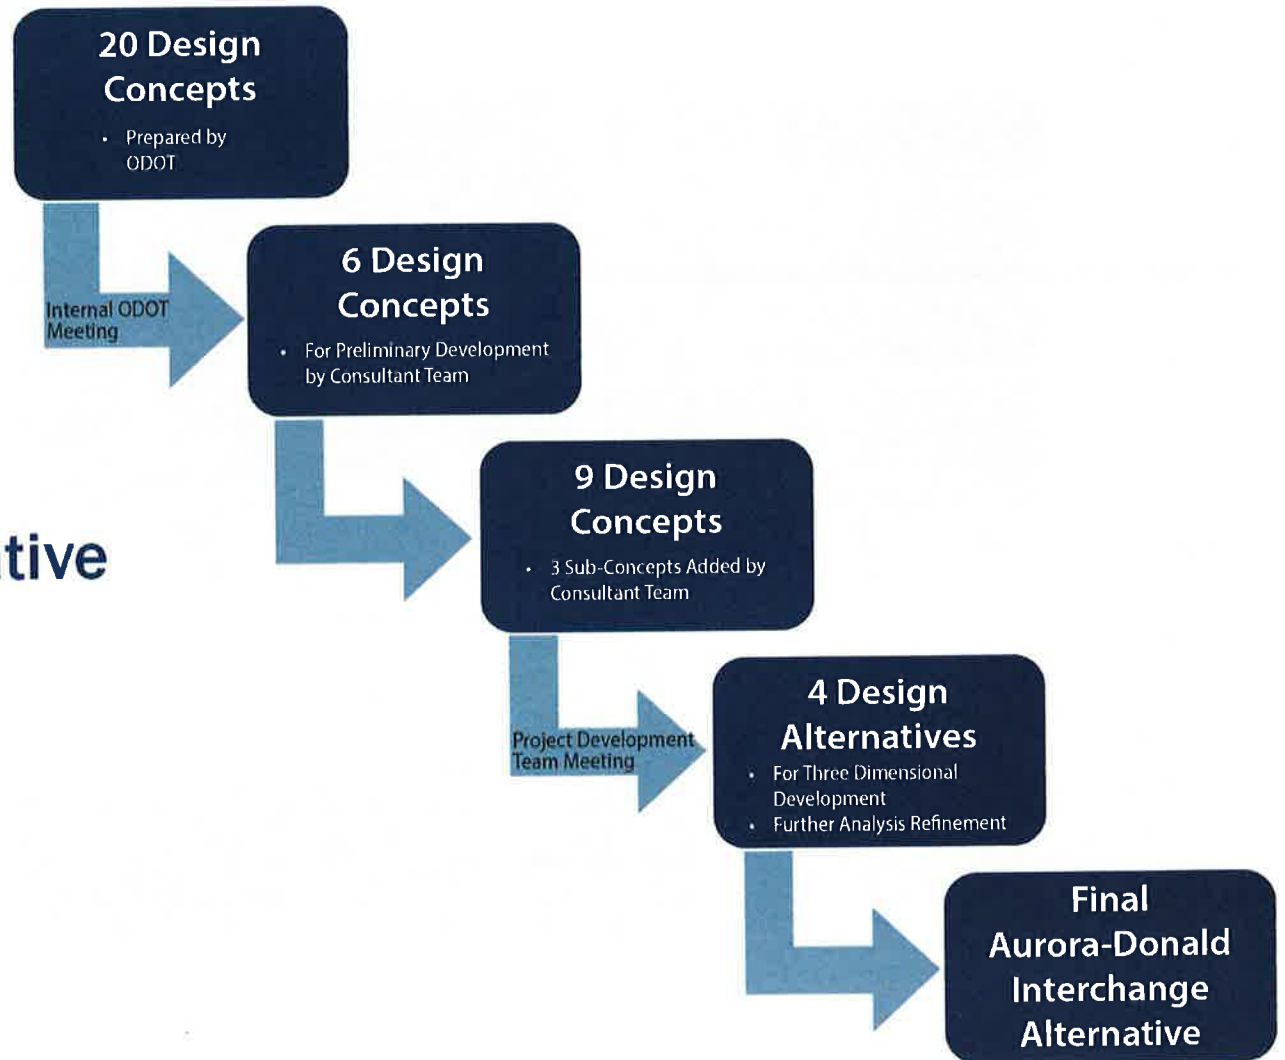 20 Design
Concepts
• Prepared by
ODOT
Internal ODOT
Meeting
6 Design
Concepts
• For Preliminary Development
by Consultant Team
9 Design
Concepts
• 3 Sub-Concepts Added by
Consultant Team
tive
Project Development
Team Meeting
4 Design
Alternatives
• For Three Dimensional
Development
• Further Analysis Refinement
Final
Aurora-Donald
Interchange
Alternative